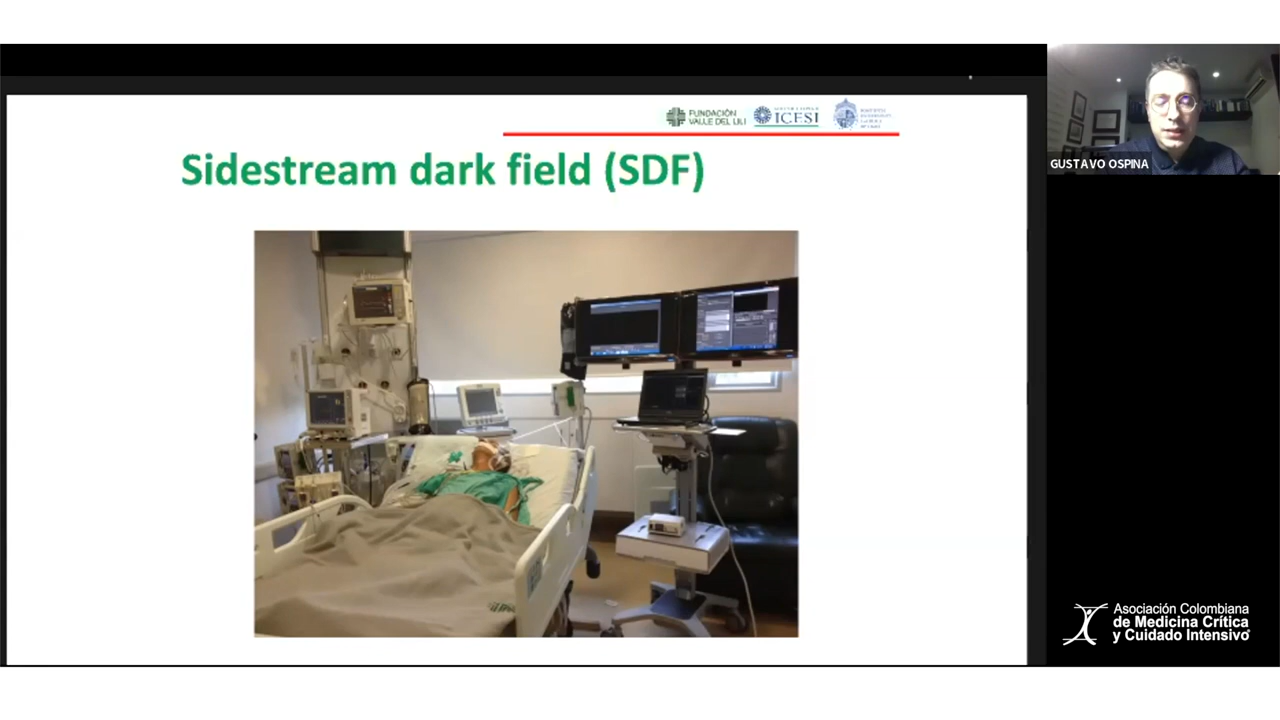 FUNDACIÓN
VALLE DEL LILI
ICESI
Sidestream dark field (SDF)
GUSTAVO OSPINA
Asociación Colombiana
de Medicina Crítica
y Cuidado Intensivo